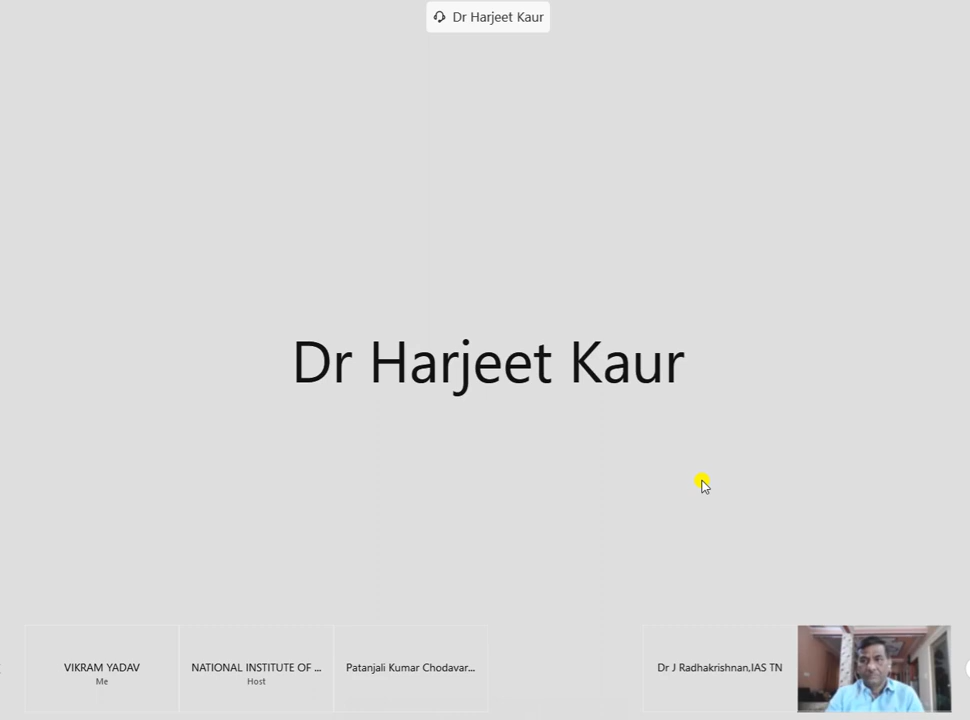 Dr Harjeet Kaur
Dr Harjeet Kaur
VIKRAM YADAV
Me
NATIONAL INSTITUTE OF ...
Host
Patanjali Kumar Chodavar...
Dr J Radhakrishnan,IAS TN